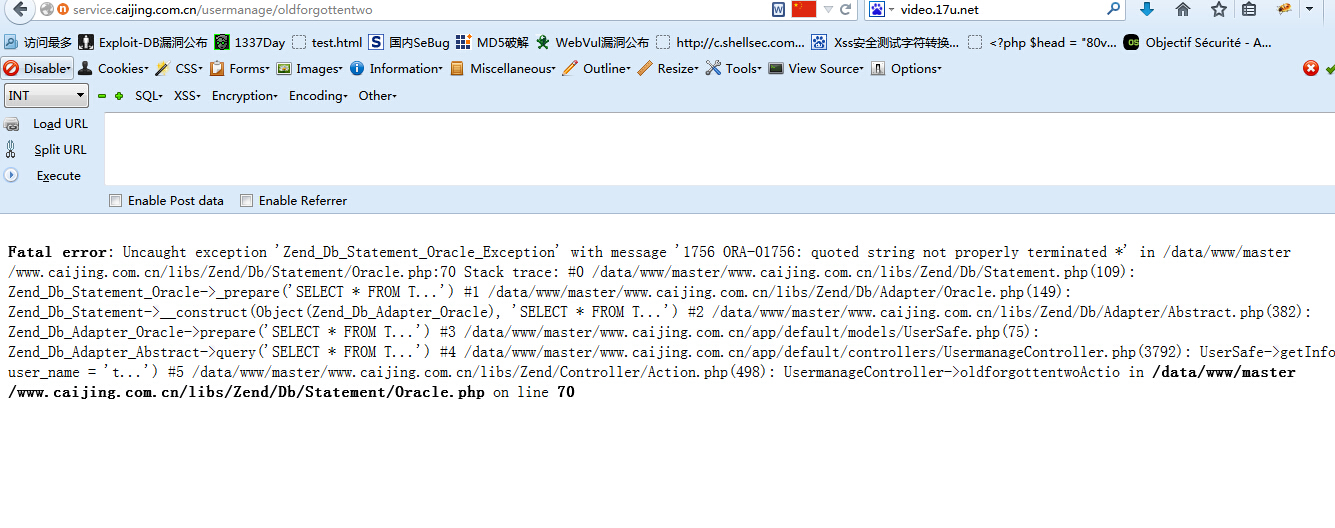 service.caijing.com.cn/usermanage/oldforgottentwo
video.17u.net
访问最多 Exploit-DB漏洞公布 1337Day test.html 国内SeBug MD5破解 WebVul漏洞公布 http://c.shellsec.com... Xss安全测试字符转换... <?php $head = "80v... Objectif Sécurité - A...
Disable Cookies CSS Forms Images Information Miscellaneous Outline Resize Tools View Source Options
INT SQL XSS Encryption Encoding Other
Load URL
Split URL
Execute
Enable Post data Enable Referrer
Fatal error: Uncaught exception 'Zend_Db_Statement_Oracle_Exception' with message '1756 ORA-01756: quoted string not properly terminated *' in /data/www/master
/www.caijing.com.cn/libs/Zend/Db/Statement/Oracle.php:70 Stack trace: #0 /data/www/master/www.caijing.com.cn/libs/Zend/Db/Statement.php(109):
Zend_Db_Statement_Oracle->_prepare('SELECT * FROM T...') #1 /data/www/master/www.caijing.com.cn/libs/Zend/Db/Adapter/Oracle.php(149):
Zend_Db_Statement->__construct(Object(Zend_Db_Adapter_Oracle), 'SELECT * FROM T...') #2 /data/www/master/www.caijing.com.cn/libs/Zend/Db/Adapter/Abstract.php(382):
Zend_Db_Adapter_Oracle->prepare('SELECT * FROM T...') #3 /data/www/master/www.caijing.com.cn/app/default/models/UserSafe.php(75):
Zend_Db_Adapter_Abstract->query('SELECT * FROM T...') #4 /data/www/master/www.caijing.com.cn/app/default/controllers/UsermanageController.php(3792): UserSafe->getInfo
user_name = 't...') #5 /data/www/master/www.caijing.com.cn/libs/Zend/Controller/Action.php(498): UsermanageController->oldforgottentwoActio in /data/www/master
/www.caijing.com.cn/libs/Zend/Db/Statement/Oracle.php on line 70